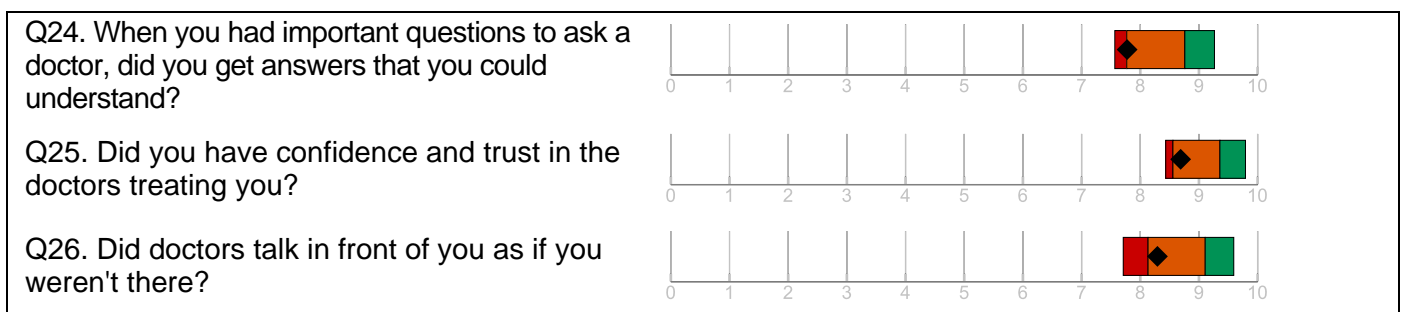 Q24. When you had important questions to ask a
doctor, did you get answers that you could
understand?
0 1 2 3 4 5 6 7 8 9 10
Q25. Did you have confidence and trust in the
doctors treating you?
0 1 2 3 4 5 6 7 8 9 10
Q26. Did doctors talk in front of you as if you
weren't there?
0 1 2 3 4 5 6 7 8 9 10